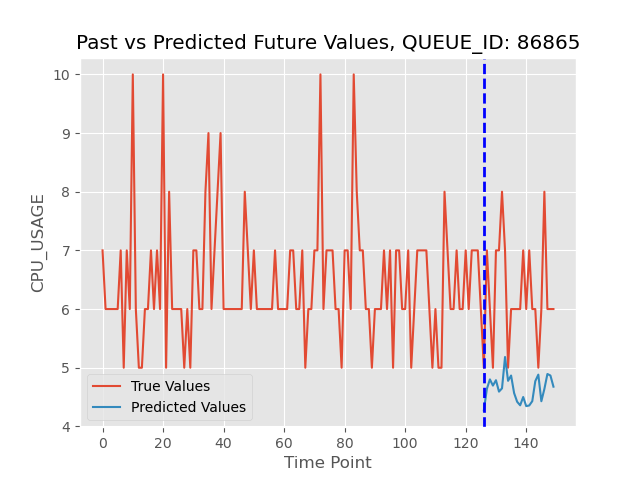 Past vs Predicted Future Values, QUEUE_ID: 86865
10
9
8
7
6
5
4
CPU_USAGE
True Values
Predicted Values
0 20 40 60 80 100 120 140
Time Point